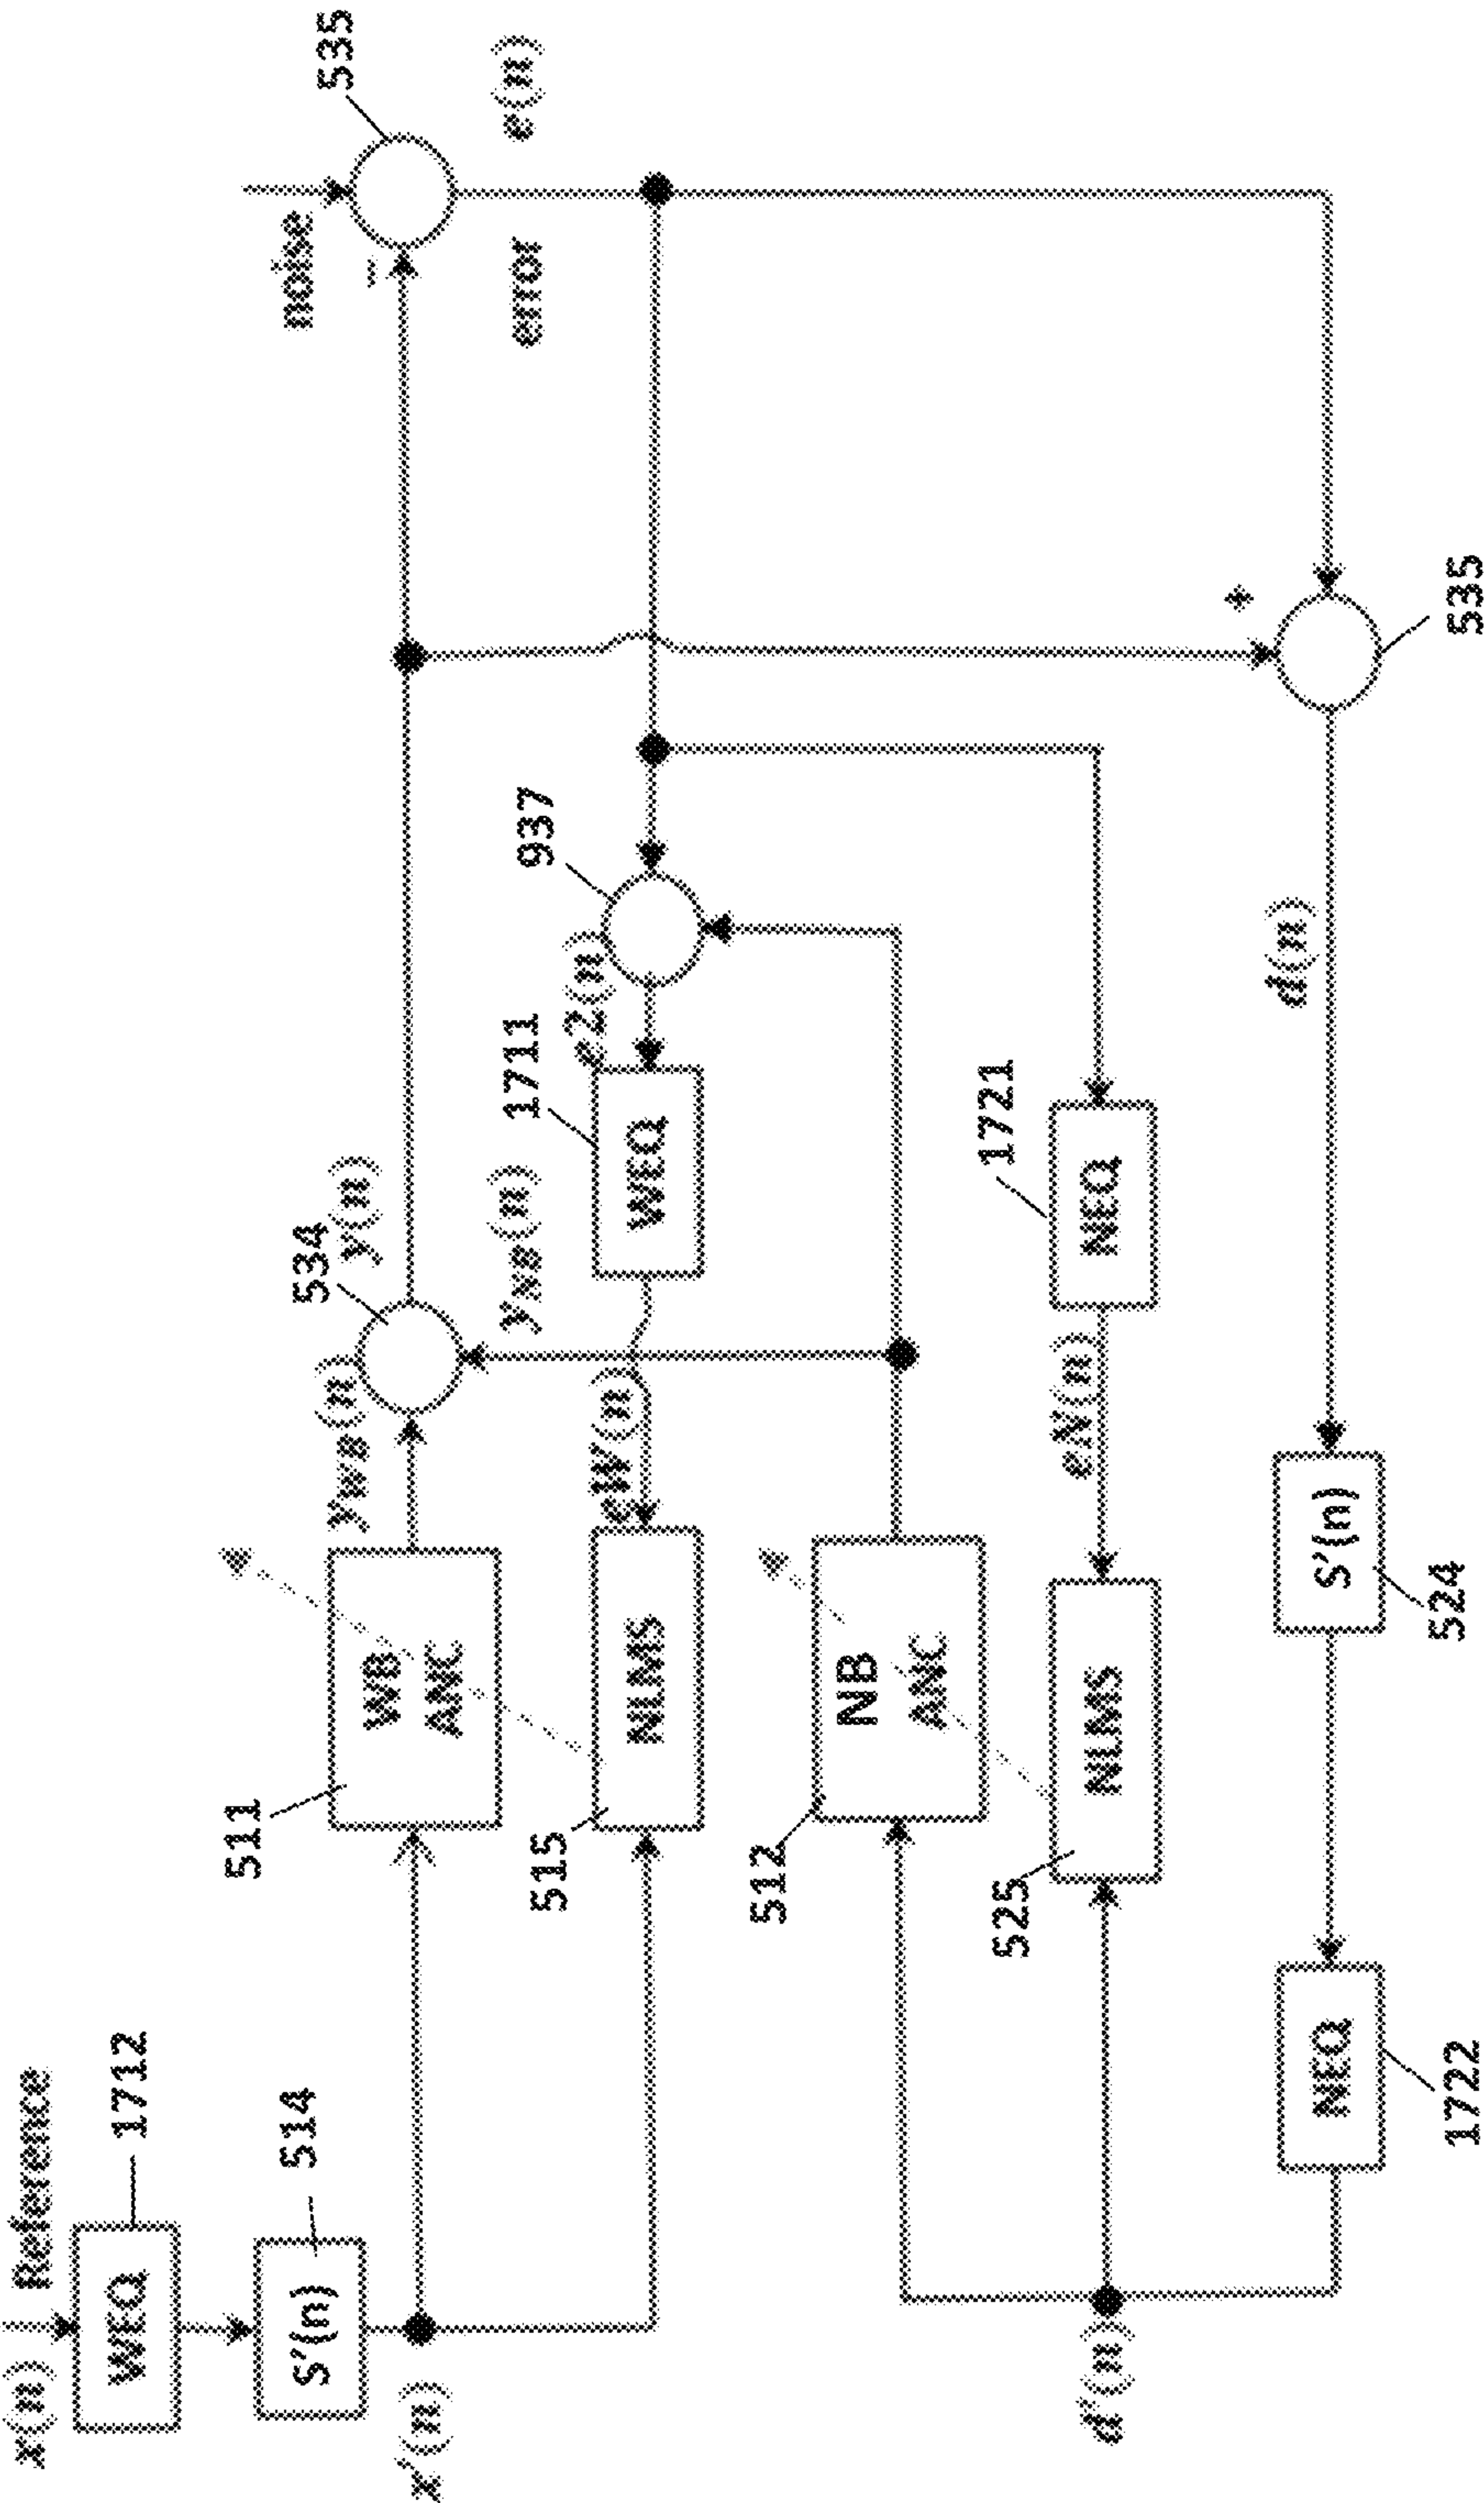 x(n)
Reference
WEQ
1712
S'(n)
514
x'(n)
511
WB
ANC
yWB(n)
534
y(n)
noise
-
535
e(n)
error
515
NLMS
eW(n)
WEQ
1711
yNB(n)
e2(n)
937
512
NB
ANC
525
NLMS
eN(n)
NEQ
1721
d'(n)
NEQ
1722
S'(n)
524
d(n)
+
535